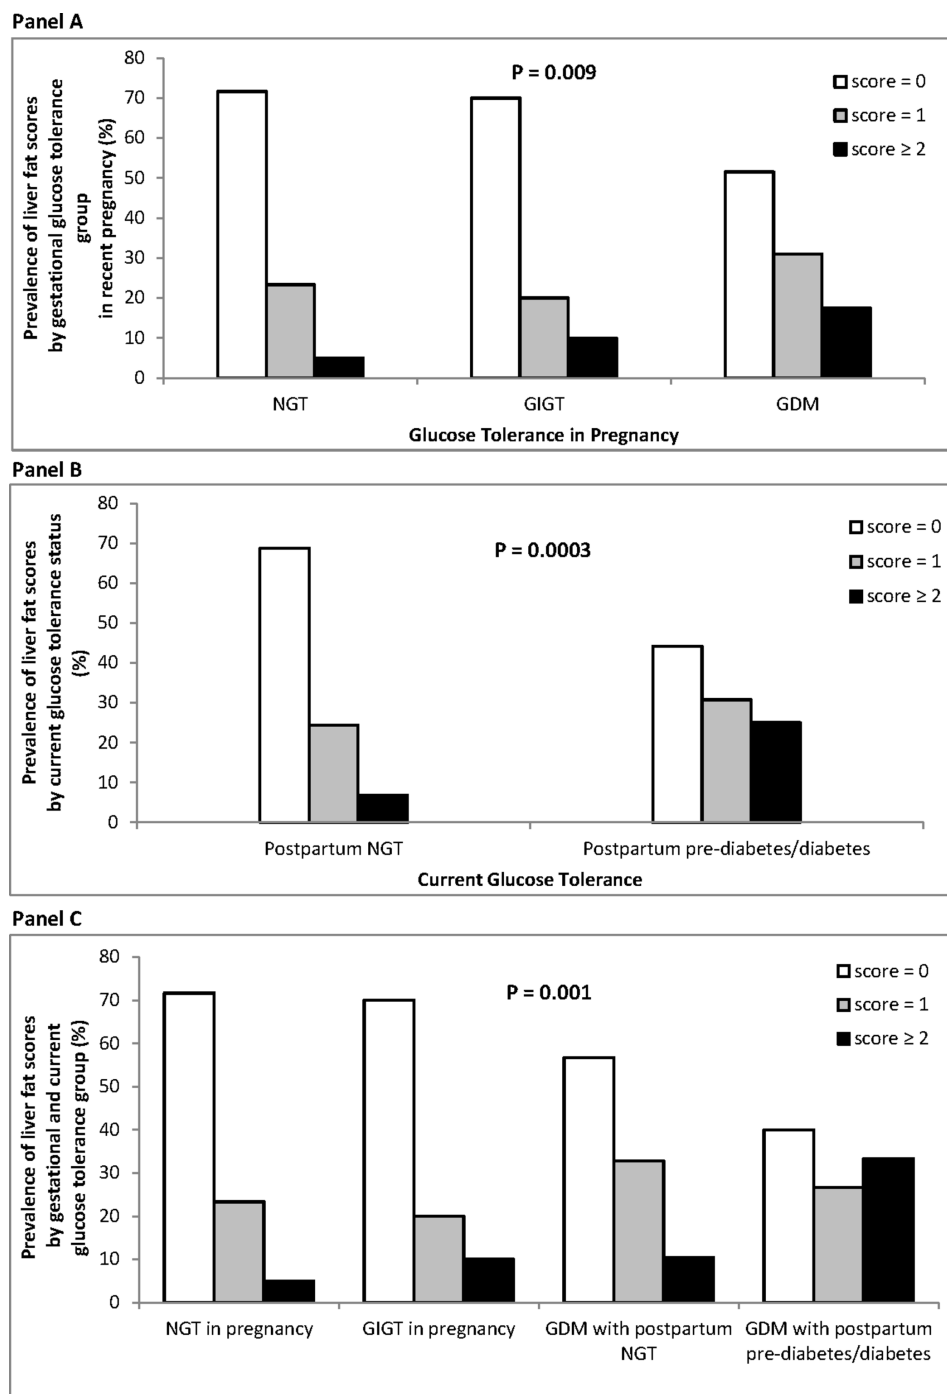 Panel A
Prevalence of liver fat scores
by gestational glucose tolerance
group
in recent pregnancy (%)
80
70
60
50
40
30
20
10
0
P = 0.009
score = 0
score = 1
score ≥ 2
NGT
GIGT
GDM
Glucose Tolerance in Pregnancy
Panel B
Prevalence of liver fat scores
by current glucose tolerance status
(%)
80
70
60
50
40
30
20
10
0
P = 0.0003
score = 0
score = 1
score ≥ 2
Postpartum NGT
Postpartum pre-diabetes/diabetes
Current Glucose Tolerance
Panel C
Prevalence of liver fat scores
by gestational and current
glucose tolerance group (%)
80
70
60
50
40
30
20
10
0
P = 0.001
score = 0
score = 1
score ≥ 2
NGT in pregnancy
GIGT in pregnancy
GDM with postpartum
NGT
GDM with postpartum
pre-diabetes/diabetes